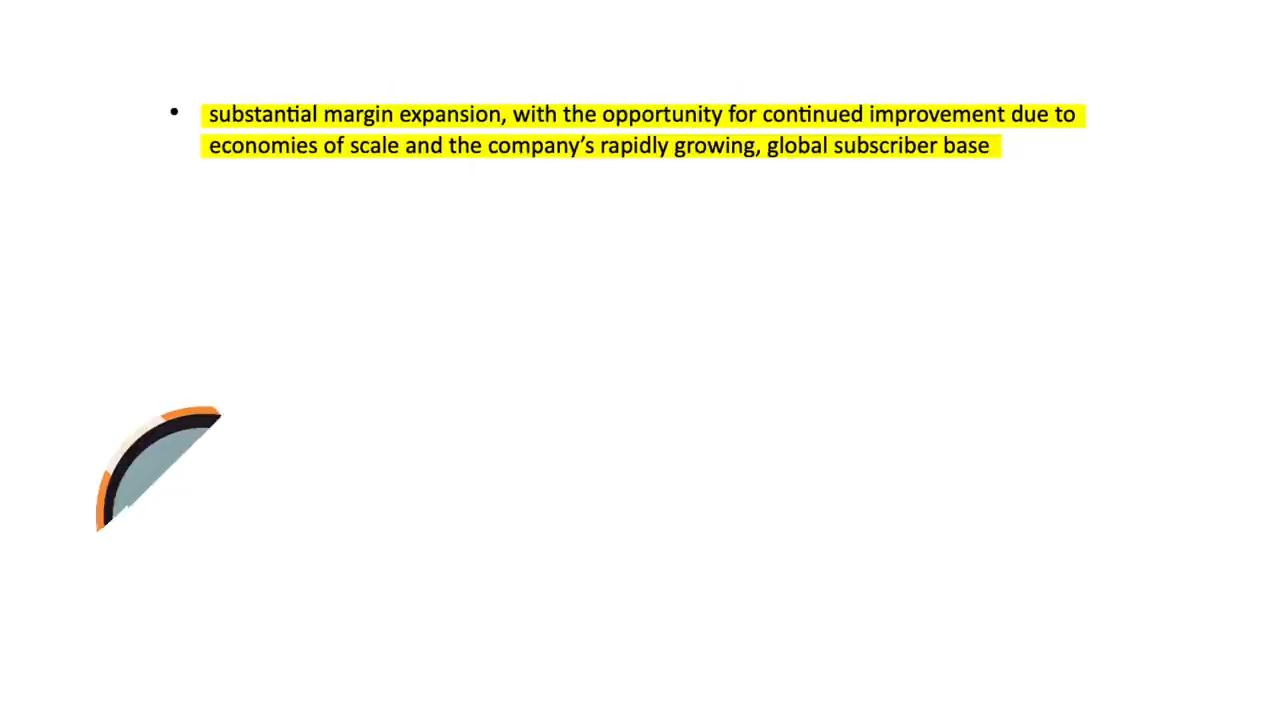 • substantial margin expansion, with the opportunity for continued improvement due to
economies of scale and the company’s rapidly growing, global subscriber base